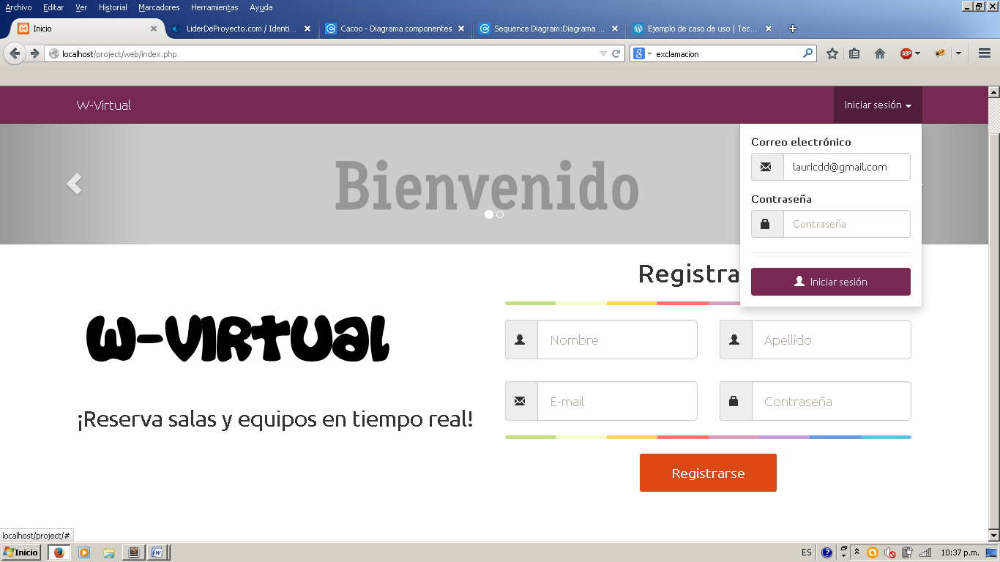 Archivo Editar Ver Historial Marcadores Herramientas Ayuda
Inicio
LiderDeProyecto.com / Identi...
Cacoo - Diagrama componentes
Sequence Diagram:Diagrama ...
Ejemplo de caso de uso | Tec...
localhost/project/web/index.php
8
exclamacion
ABP
W-Virtual
Iniciar sesión
Correo electrónico
lauricdd@gmail.com
Contraseña
Contraseña
Iniciar sesión
Bienvenido
Registra
W-Virtual
¡Reserva salas y equipos en tiempo real!
Nombre
Apellido
E-mail
Contraseña
Registrarse
localhost/project/#
Inicio
ES
10:37 p.m.